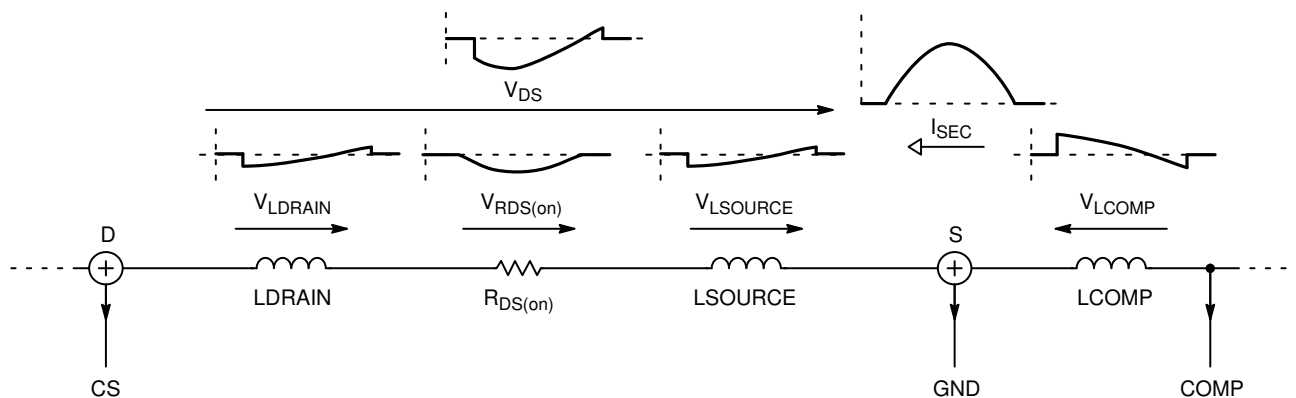 V_DS
I_SEC
V_LDRAIN
V_RDS(on)
V_LSOURCE
V_LCOMP
D
S
+
+
LDRAIN
R_DS(on)
LSOURCE
LCOMP
CS
GND
COMP